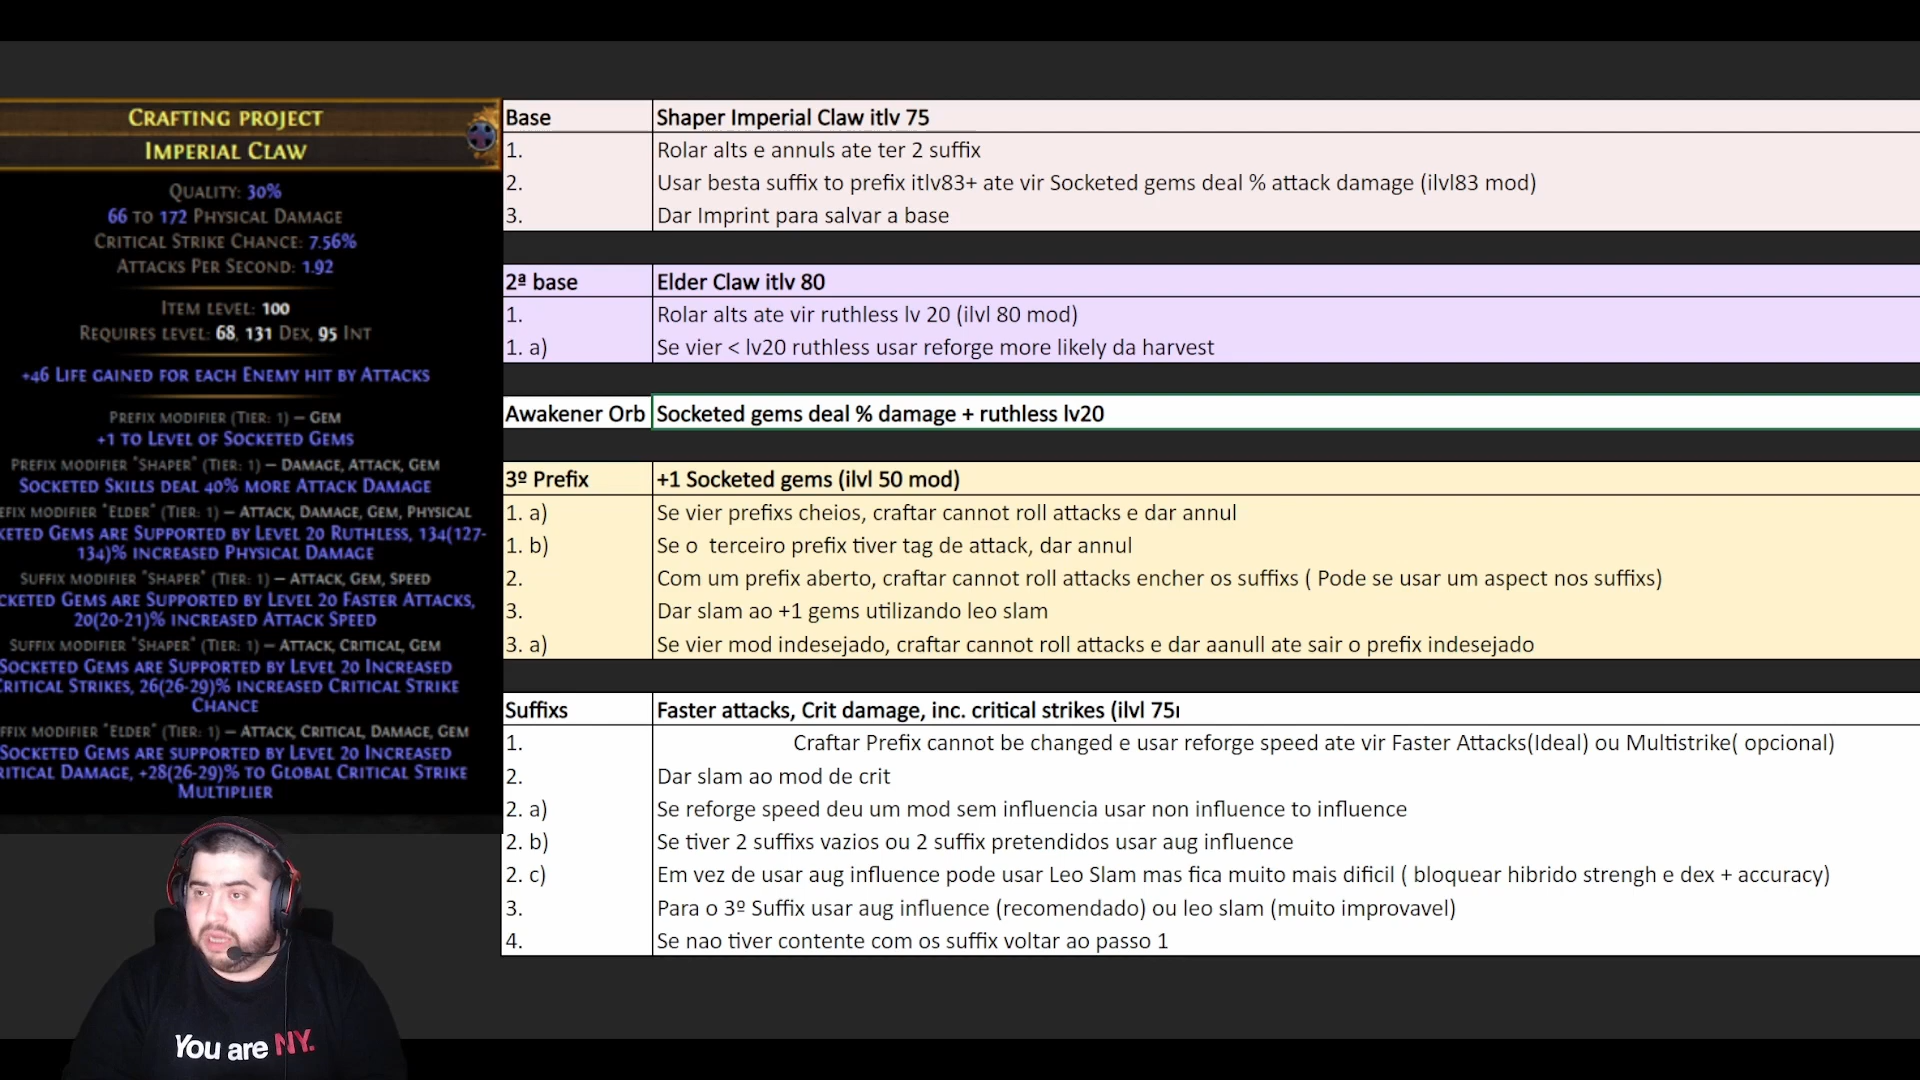 CRAFTING PROJECT
IMPERIAL CLAW
QUALITY: 30%
66 TO 172 PHYSICAL DAMAGE
CRITICAL STRIKE CHANCE: 7.56%
ATTACKS PER SECOND: 1.92
ITEM LEVEL: 100
REQUIRES LEVEL: 68, 131 DEX, 95 INT
+46 LIFE GAINED FOR EACH ENEMY HIT BY ATTACKS
PREFIX MODIFIER (TIER: 1) — GEM
+1 TO LEVEL OF SOCKETED GEMS
PREFIX MODIFIER "SHAPER" (TIER: 1) — DAMAGE, ATTACK, GEM
SOCKETED SKILLS DEAL 40% MORE ATTACK DAMAGE
EFIX MODIFIER "ELDER" (TIER: 1) — ATTACK, DAMAGE, GEM, PHYSICAL
KETED GEMS ARE SUPPORTED BY LEVEL 20 RUTHLESS, 134(127-
134)% INCREASED PHYSICAL DAMAGE
SUFFIX MODIFIER "SHAPER" (TIER: 1) — ATTACK, GEM, SPEED
CKETED GEMS ARE SUPPORTED BY LEVEL 20 FASTER ATTACKS,
20(20-21)% INCREASED ATTACK SPEED
SUFFIX MODIFIER "SHAPER" (TIER: 1) — ATTACK, CRITICAL, GEM
SOCKETED GEMS ARE SUPPORTED BY LEVEL 20 INCREASED
CRITICAL STRIKES, 26(26-29)% INCREASED CRITICAL STRIKE
CHANCE
FFIX MODIFIER "ELDER" (TIER: 1) — ATTACK, CRITICAL, DAMAGE, GEM
SOCKETED GEMS ARE SUPPORTED BY LEVEL 20 INCREASED
RITICAL DAMAGE, +28(26-29)% TO GLOBAL CRITICAL STRIKE
MULTIPLIER
Base Shaper Imperial Claw itlv 75
1. Rolar alts e annuls ate ter 2 suffix
2. Usar besta suffix to prefix itlv83+ ate vir Socketed gems deal % attack damage (ilvl83 mod)
3. Dar Imprint para salvar a base
2ª base Elder Claw itlv 80
1. Rolar alts ate vir ruthless lv 20 (ilvl 80 mod)
1. a) Se vier < lv20 ruthless usar reforge more likely da harvest
Awakener Orb Socketed gems deal % damage + ruthless lv20
3º Prefix +1 Socketed gems (ilvl 50 mod)
1. a) Se vier prefixs cheios, craftar cannot roll attacks e dar annul
1. b) Se o terceiro prefix tiver tag de attack, dar annul
2. Com um prefix aberto, craftar cannot roll attacks encher os suffixs ( Pode se usar um aspect nos suffixs)
3. Dar slam ao +1 gems utilizando leo slam
3. a) Se vier mod indesejado, craftar cannot roll attacks e dar aanull ate sair o prefix indesejado
Suffixs Faster attacks, Crit damage, inc. critical strikes (ilvl 75
1. Craftar Prefix cannot be changed e usar reforge speed ate vir Faster Attacks(Ideal) ou Multistrike( opcional)
2. Dar slam ao mod de crit
2. a) Se reforge speed deu um mod sem influencia usar non influence to influence
2. b) Se tiver 2 suffixs vazios ou 2 suffix pretendidos usar aug influence
2. c) Em vez de usar aug influence pode usar Leo Slam mas fica muito mais dificil ( bloquear hibrido strengh e dex + accuracy)
3. Para o 3º Suffix usar aug influence (recomendado) ou leo slam (muito improvavel)
4. Se nao tiver contente com os suffix voltar ao passo 1
You are NY.